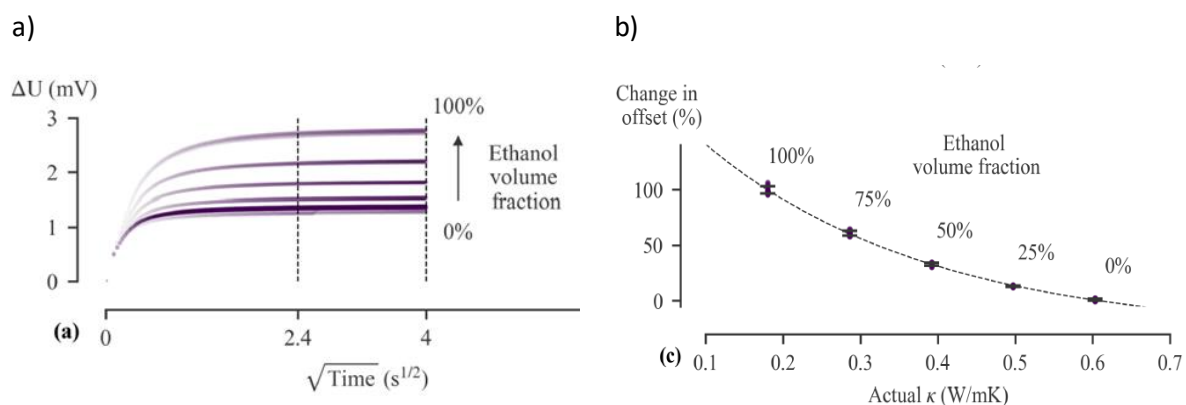 a)
ΔU (mV)
3
2
1
0
100%
Ethanol
volume
fraction
0%
(a)
0
2.4
4
√Time (s^1/2)
b)
Change in
offset (%)
100
50
0
Ethanol
volume fraction
100%
75%
50%
25%
0%
(c)
0.1
0.2
0.3
0.4
0.5
0.6
0.7
Actual κ (W/mK)